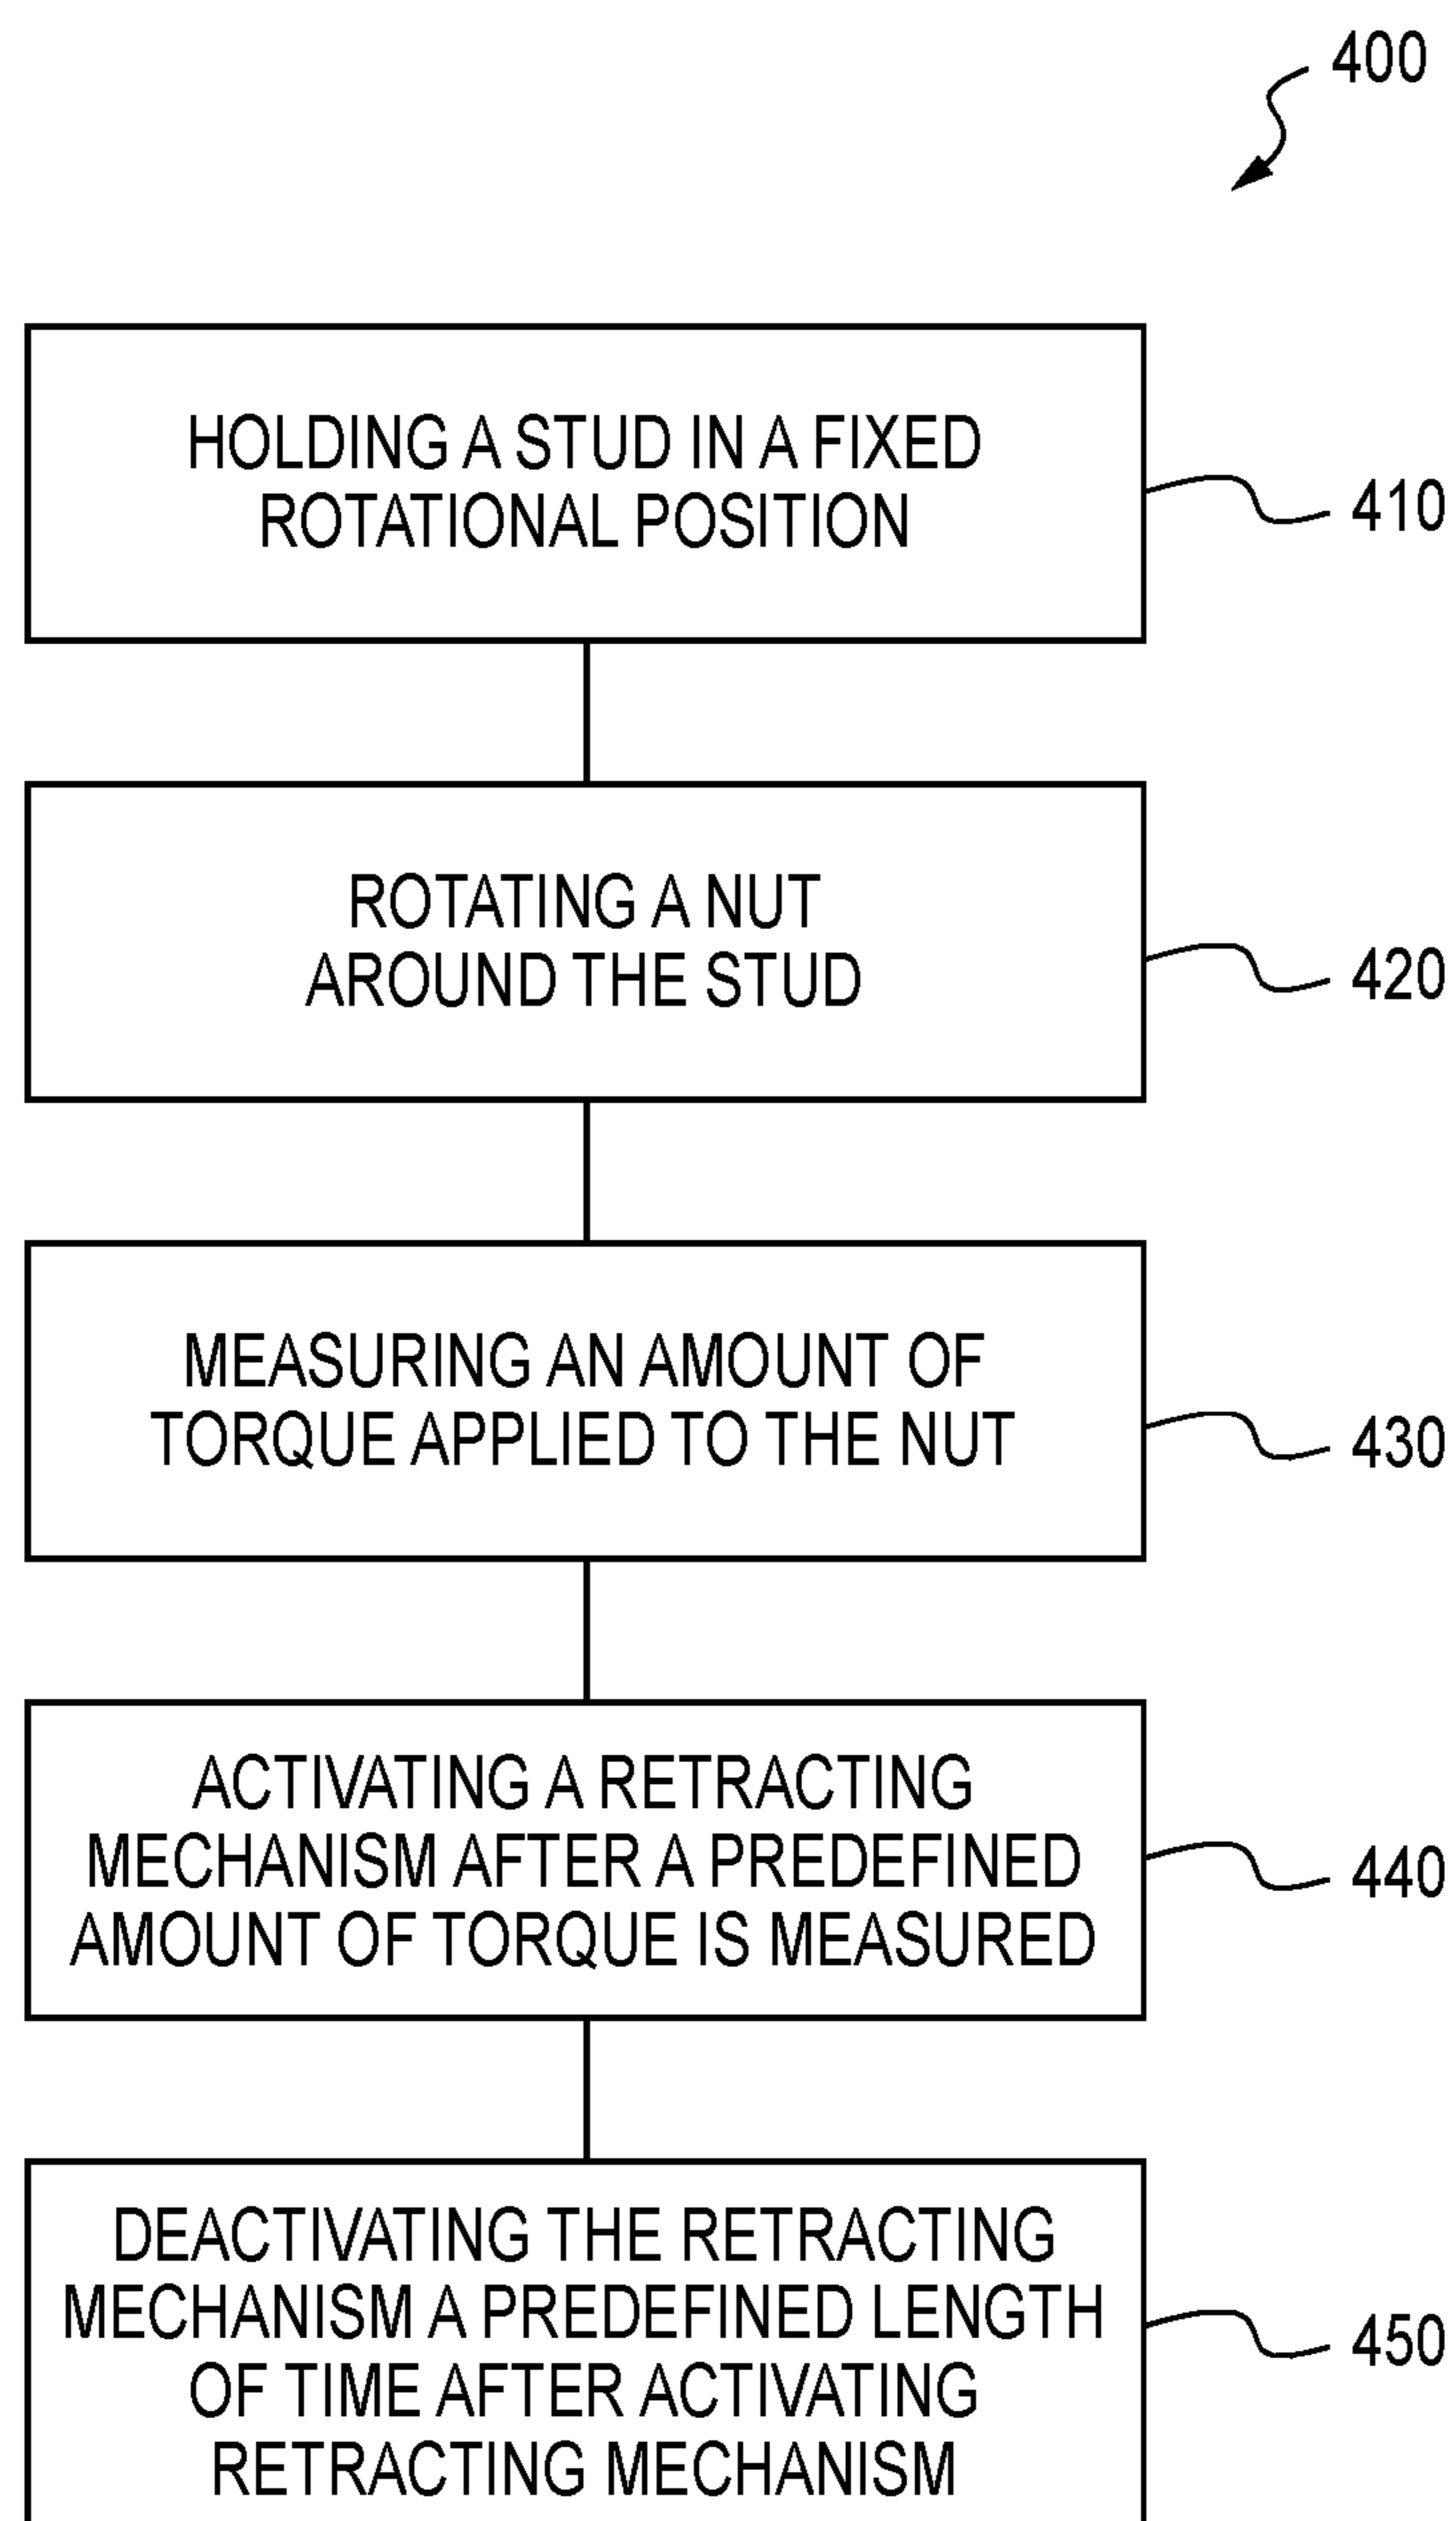 400
HOLDING A STUD IN A FIXED
ROTATIONAL POSITION
410
ROTATING A NUT
AROUND THE STUD
420
MEASURING AN AMOUNT OF
TORQUE APPLIED TO THE NUT
430
ACTIVATING A RETRACTING
MECHANISM AFTER A PREDEFINED
AMOUNT OF TORQUE IS MEASURED
440
DEACTIVATING THE RETRACTING
MECHANISM A PREDEFINED LENGTH
OF TIME AFTER ACTIVATING
RETRACTING MECHANISM
450